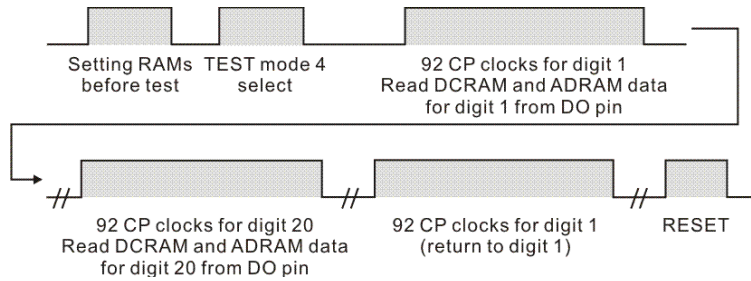 Setting RAMs
before test
TEST mode 4
select
92 CP clocks for digit 1
Read DCRAM and ADRAM data
for digit 1 from DO pin
92 CP clocks for digit 20
Read DCRAM and ADRAM data
for digit 20 from DO pin
92 CP clocks for digit 1
(return to digit 1)
RESET